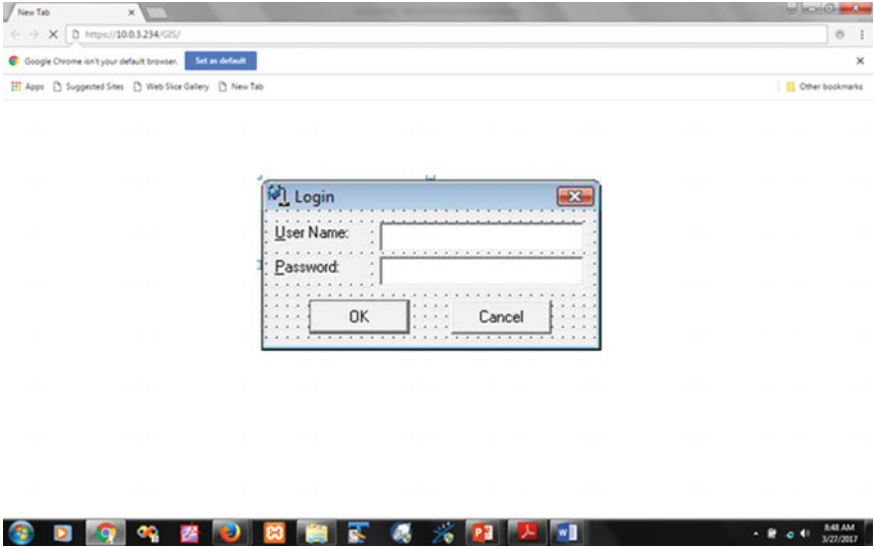 New Tab
https://10.0.3.234/GIS/
Google Chrome isn't your default browser. Set as default
Apps Suggested Sites Web Slice Gallery New Tab Other bookmarks
Login
User Name:
Password:
OK Cancel
8:48 AM
3/27/2017